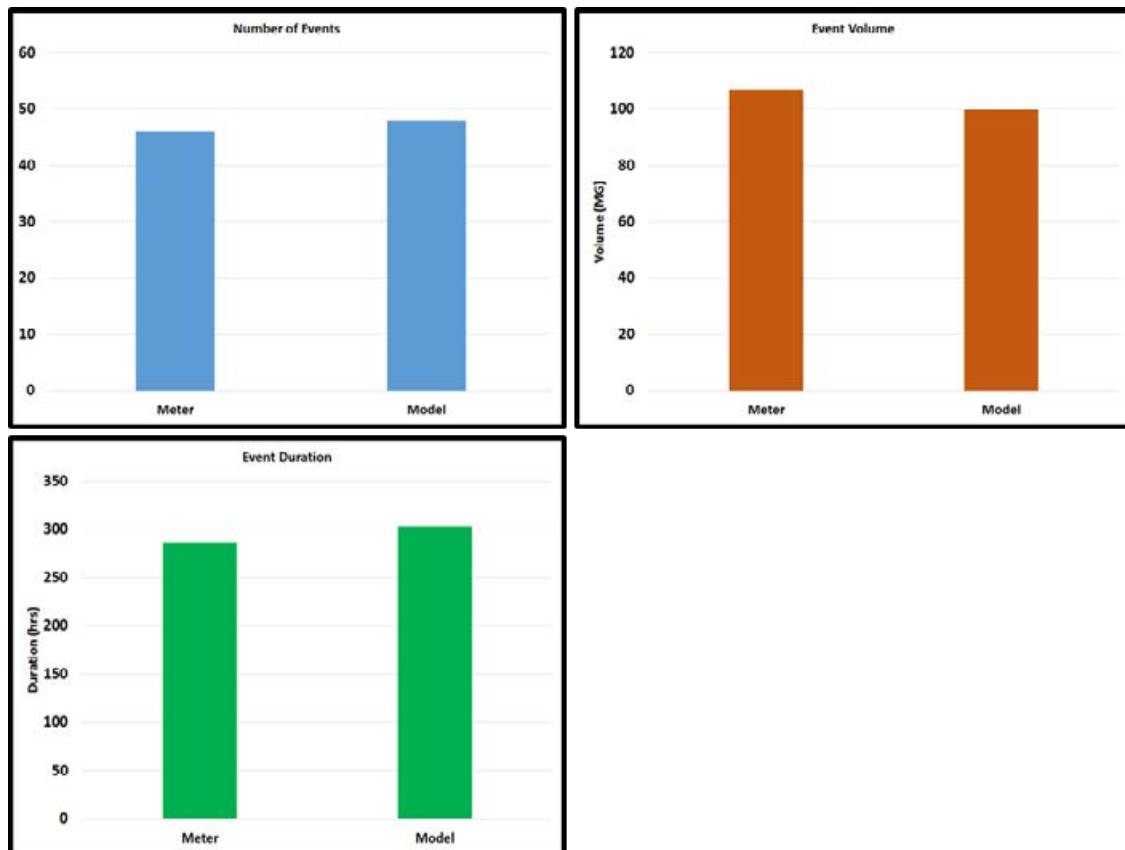 Number of Events
60
50
40
30
20
10
0
Meter Model
Event Volume
Volume (MG)
120
100
80
60
40
20
0
Meter Model
Event Duration
Duration (hrs)
350
300
250
200
150
100
50
0
Meter Model